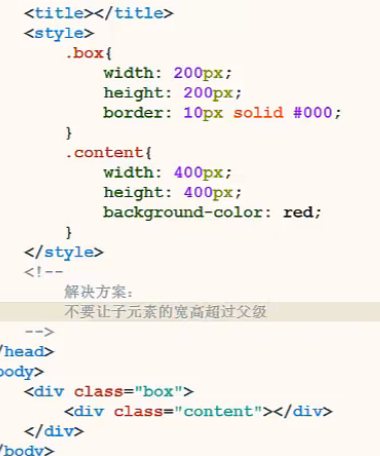 <title></title>
<style>
.box{
width: 200px;
height: 200px;
border: 10px solid #000;
}
.content{
width: 400px;
height: 400px;
background-color: red;
}
</style>
<!--
解决方案:
不要让子元素的宽高超过父级
-->
/head>
body>
<div class="box">
<div class="content"></div>
</div>
/body>